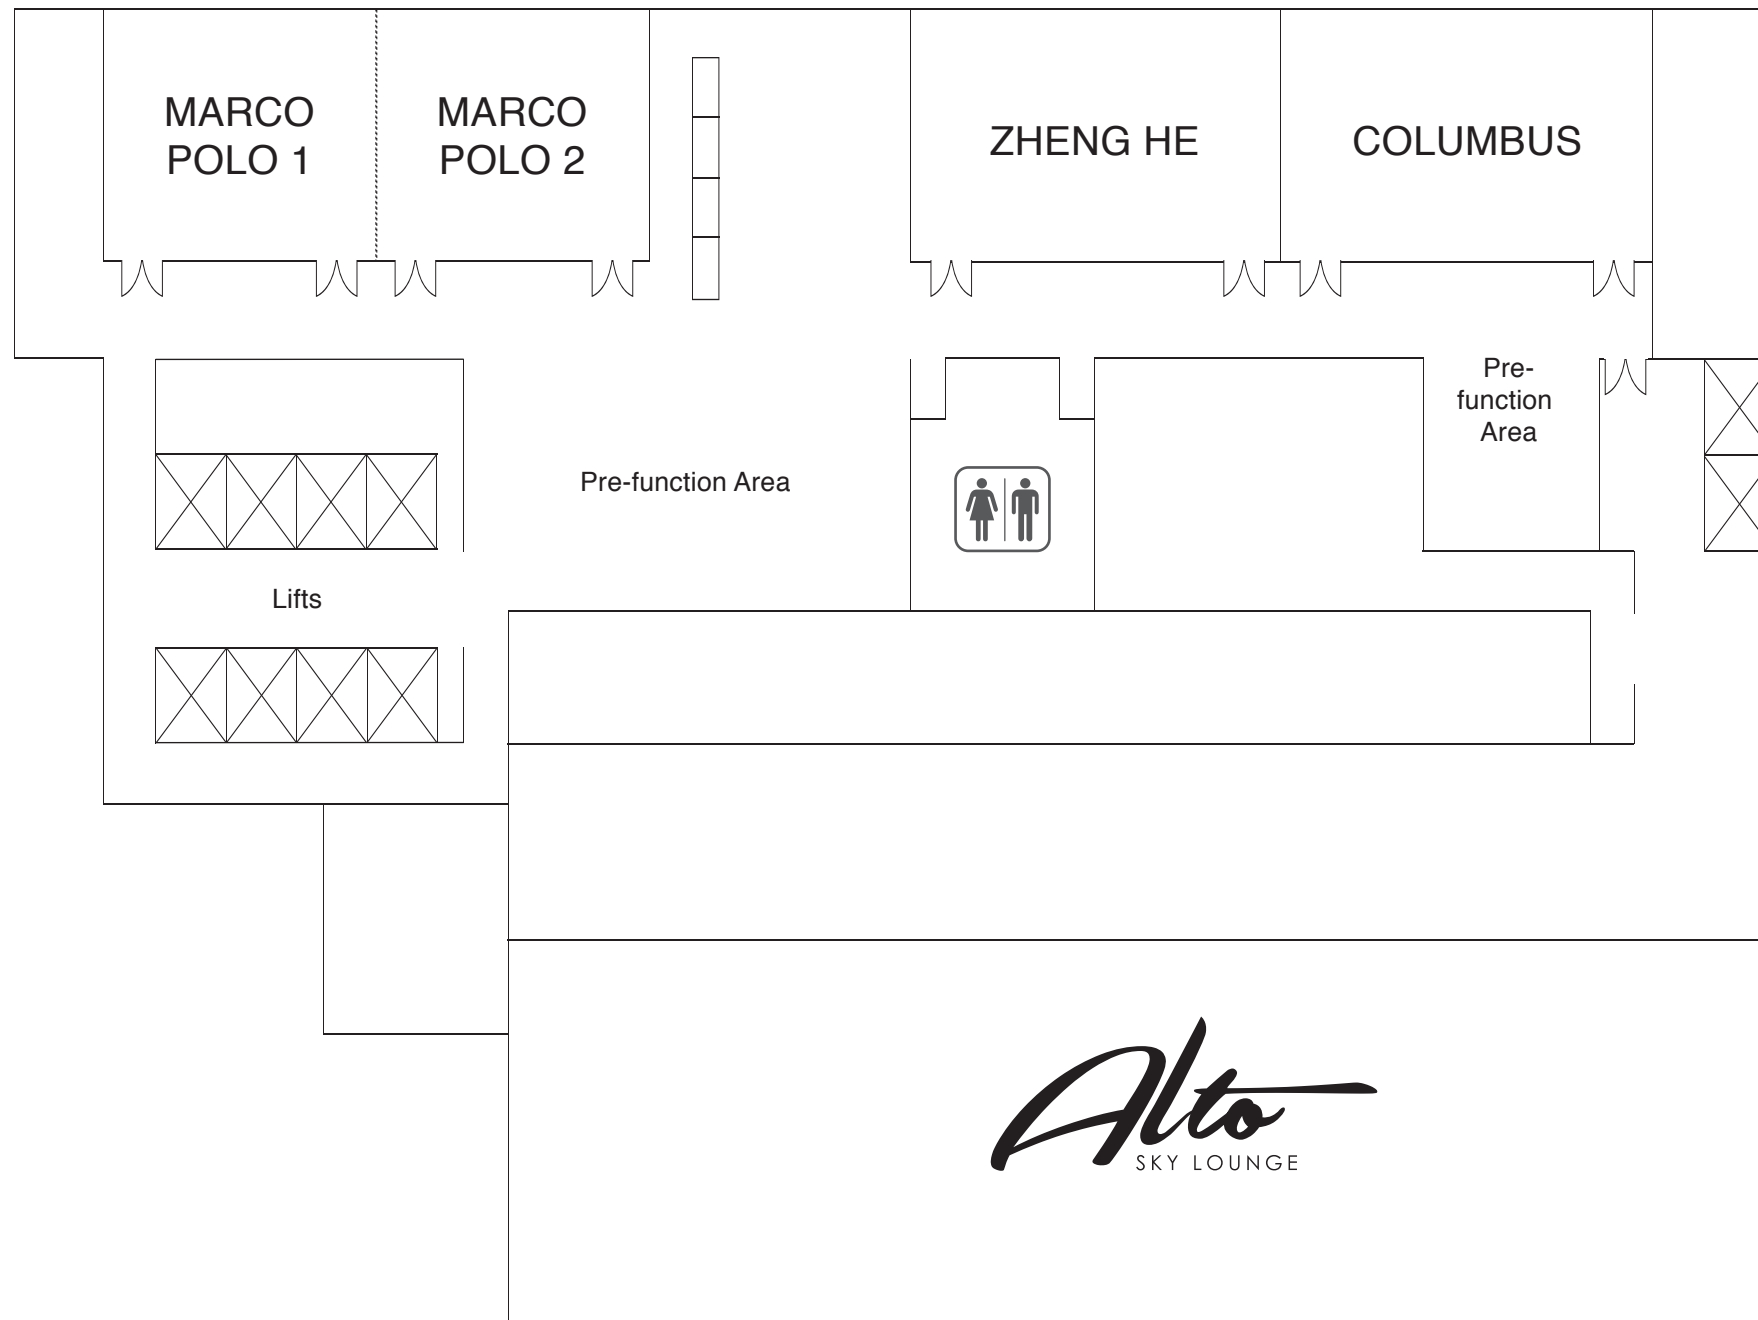 MARCO
POLO 1
MARCO
POLO 2
ZHENG HE
COLUMBUS
Pre-
function
Area
Pre-function Area
Lifts
Alto
SKY LOUNGE